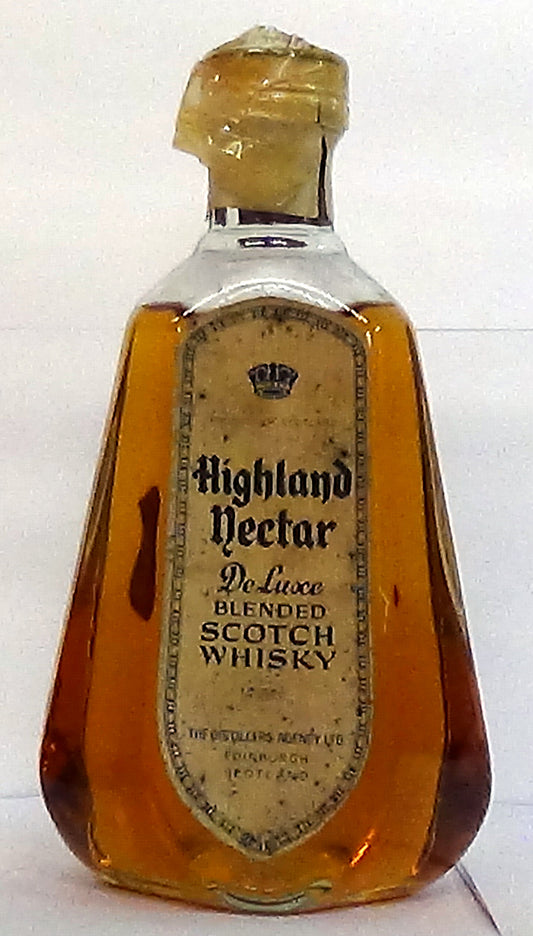 Highland
Nectar
De Luxe
BLENDED
SCOTCH
WHISKY
THE DISTILLERS AGENCY LTD
EDINBURGH
SCOTLAND